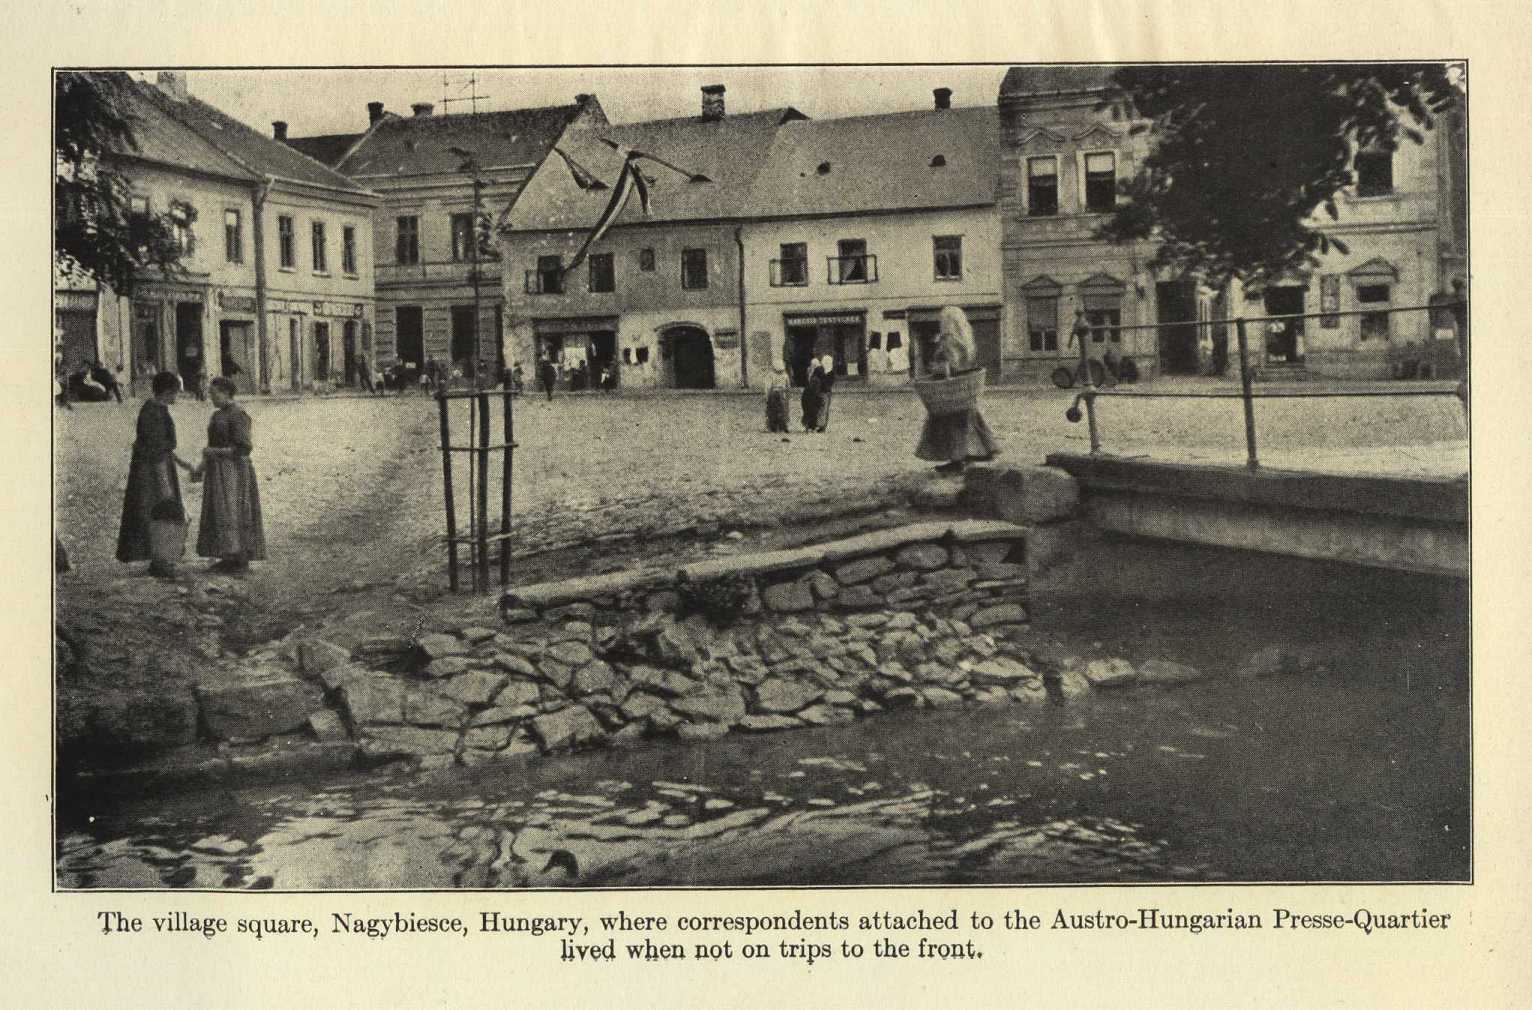 The village square, Nagybiesce, Hungary, where correspondents attached to the Austro-Hungarian Presse-Quartier
lived when not on trips to the front.